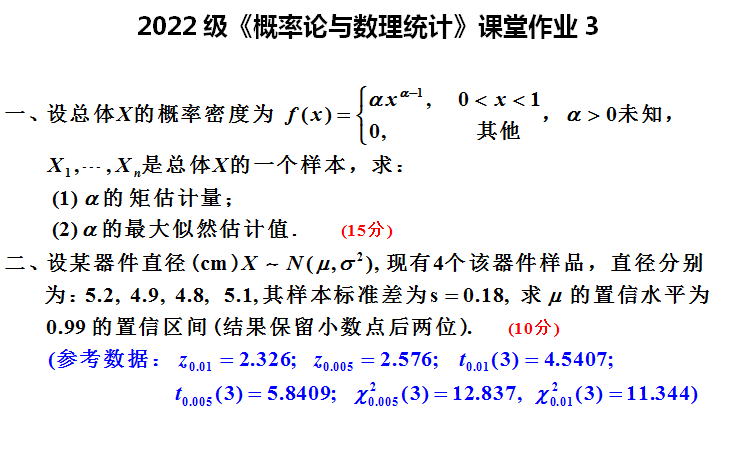 2022 级《概率论与数理统计》课堂作业 3
一、设总体X的概率密度为 f(x)={αx^{α−1}, 0<x<1; 0, 其他, α>0未知,
X₁,⋯,Xₙ是总体X的一个样本，求：
(1) α的 矩估计量；
(2) α的最大似然估计值. (15分)
二、设某器件直径(cm)X ~ N(μ,σ²), 现有4个该器件样品，直径分别
为：5.2, 4.9, 4.8, 5.1, 其样本标准差为s = 0.18, 求 μ 的置信水平为
0.99 的置信区间(结果保留小数点后两位). (10分)
(参考数据： z₀.₀₁ = 2.326; z₀.₀₀₅ = 2.576; t₀.₀₁(3) = 4.5407;
t₀.₀₀₅(3) = 5.8409; χ²₀.₀₀₅(3) = 12.837, χ²₀.₀₁(3) = 11.344)